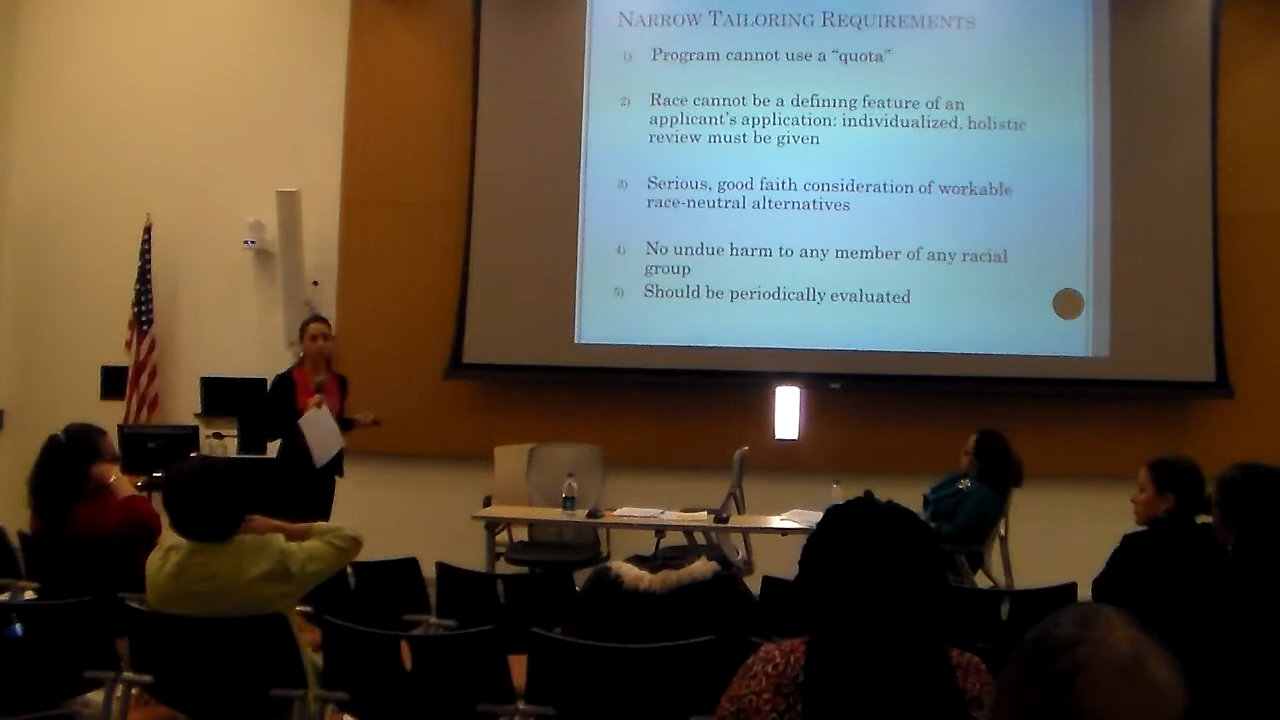 NARROW TAILORING REQUIREMENTS
1) Program cannot use a "quota"
2) Race cannot be a defining feature of an
applicant's application: individualized, holistic
review must be given
3) Serious, good faith consideration of workable
race-neutral alternatives
4) No undue harm to any member of any racial
group
5) Should be periodically evaluated